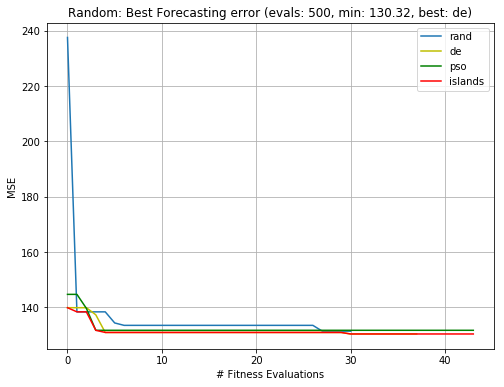 Random: Best Forecasting error (evals: 500, min: 130.32, best: de)
240
220
200
180
160
140
MSE
rand
de
pso
islands
0 10 20 30 40
# Fitness Evaluations